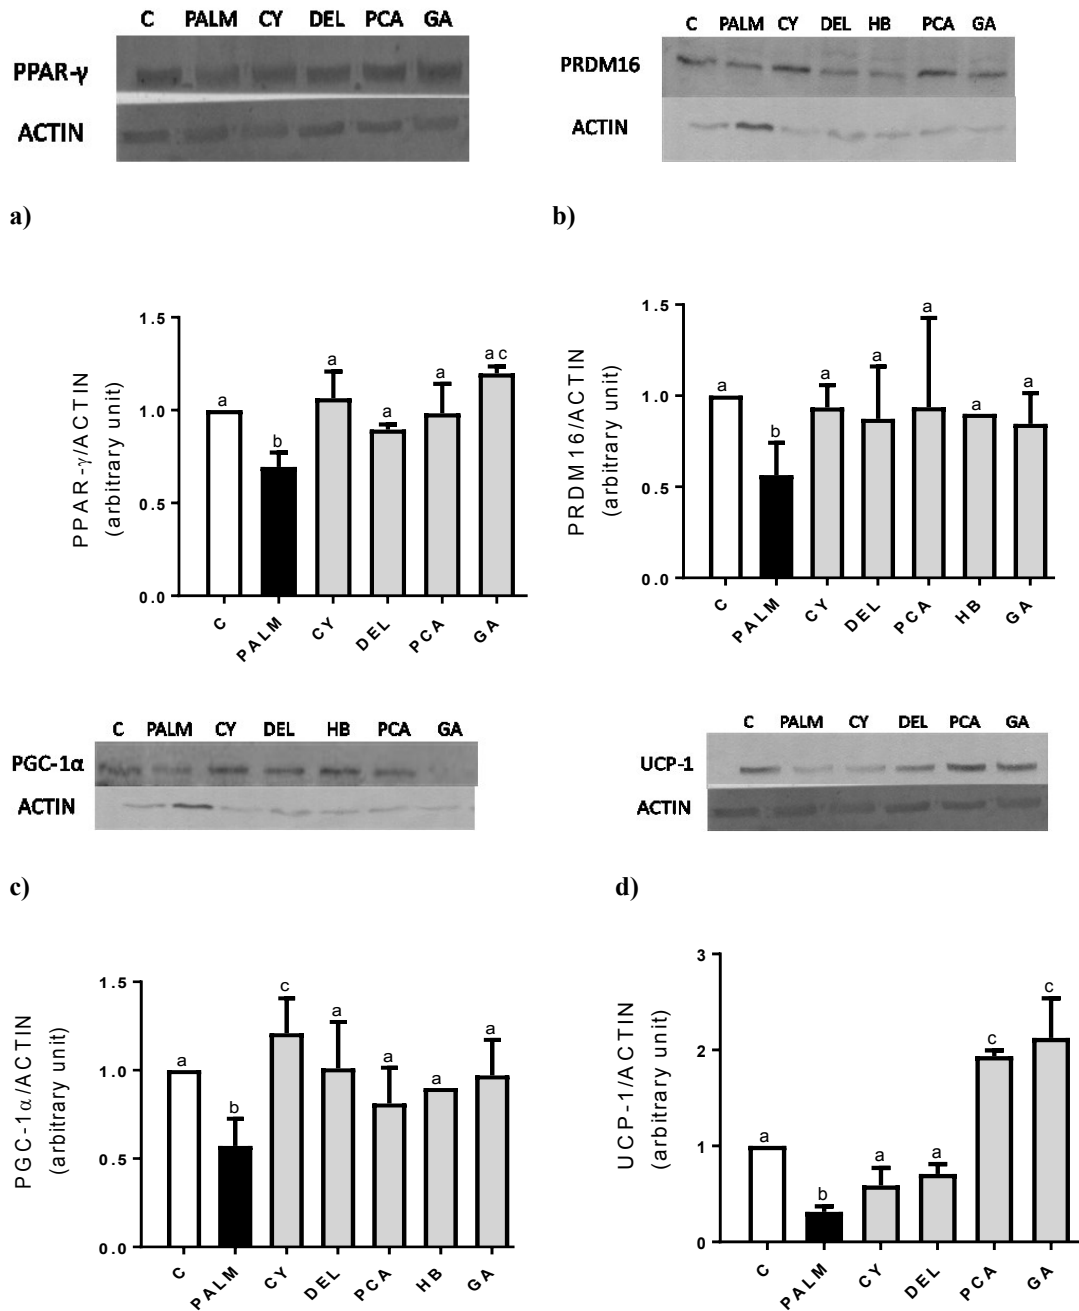 C PALM CY DEL PCA GA
PPAR-γ
ACTIN
C PALM CY DEL HB PCA GA
PRDM16
ACTIN
a)
b)
PPAR-γ/ACTIN
(arbitrary unit)
1.5
1.0
0.5
0.0
a
b
a
a
a
a c
C
PALM
CY
DEL
PCA
GA
PRDM16/ACTIN
(arbitrary unit)
1.5
1.0
0.5
0.0
a
b
a
a
a
a
a
C
PALM
CY
DEL
PCA
HB
GA
C PALM CY DEL HB PCA GA
PGC-1α
ACTIN
C PALM CY DEL PCA GA
UCP-1
ACTIN
c)
d)
PGC-1α/ACTIN
(arbitrary unit)
1.5
1.0
0.5
0.0
a
b
c
a
a
a
a
C
PALM
CY
DEL
PCA
HB
GA
UCP-1/ACTIN
(arbitrary unit)
3
2
1
0
a
b
a
a
c
c
C
PALM
CY
DEL
PCA
GA